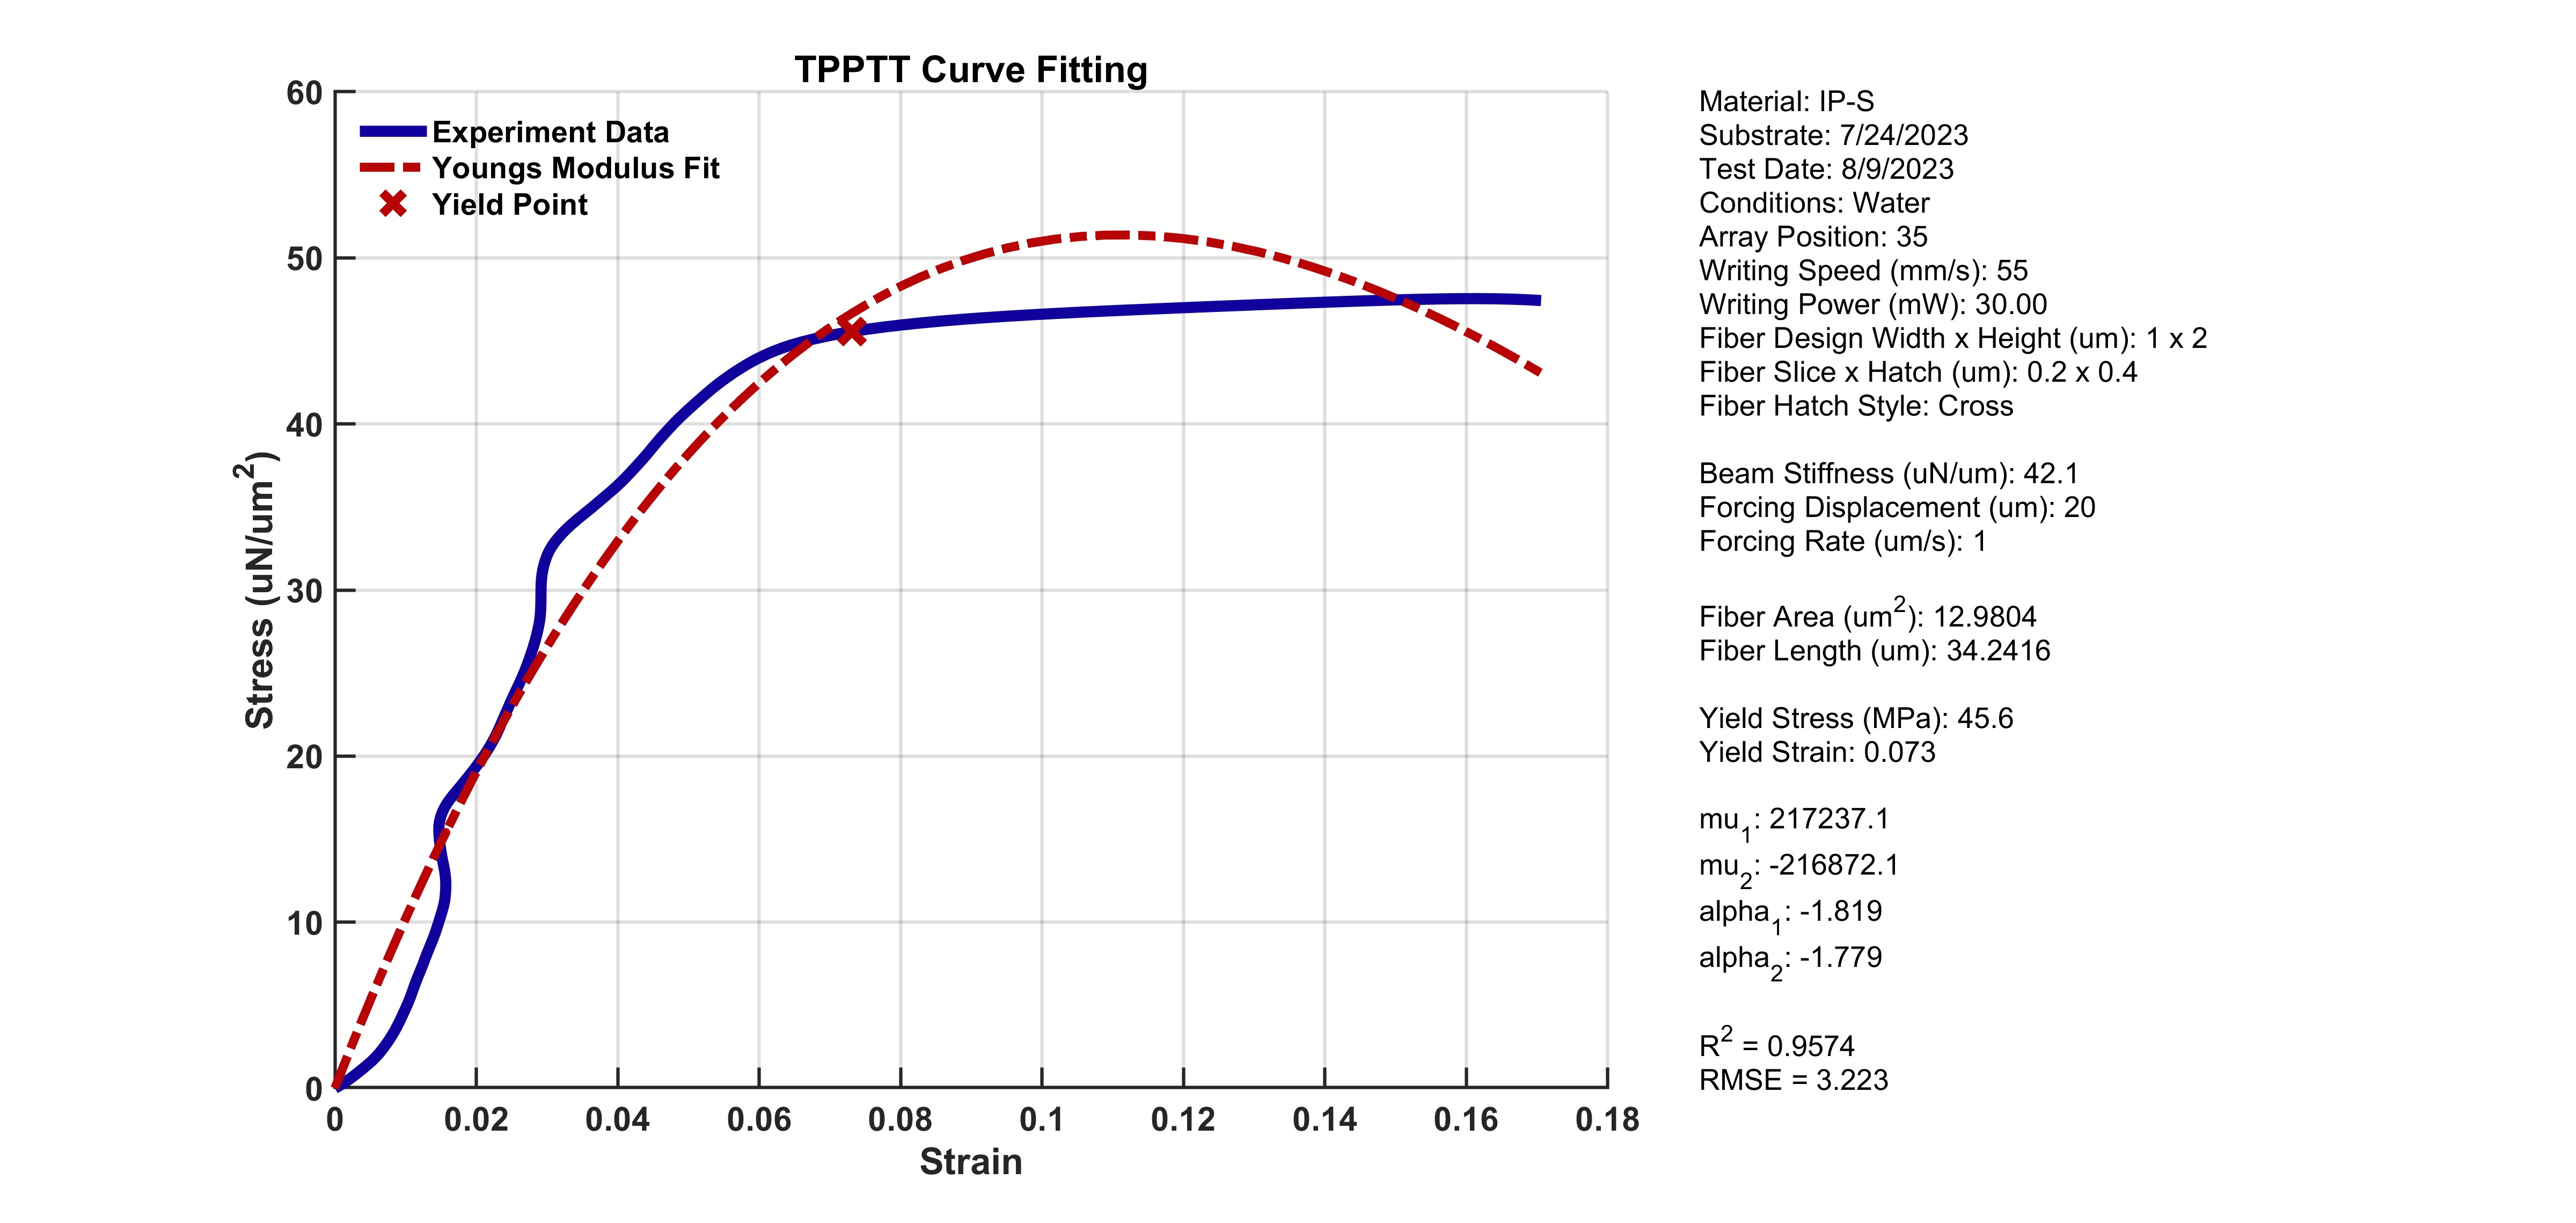 TPPTT Curve Fitting
60
50
40
30
20
10
0
Stress (uN/um²)
Experiment Data
Youngs Modulus Fit
Yield Point
0 0.02 0.04 0.06 0.08 0.1 0.12 0.14 0.16 0.18
Strain
Material: IP-S
Substrate: 7/24/2023
Test Date: 8/9/2023
Conditions: Water
Array Position: 35
Writing Speed (mm/s): 55
Writing Power (mW): 30.00
Fiber Design Width x Height (um): 1 x 2
Fiber Slice x Hatch (um): 0.2 x 0.4
Fiber Hatch Style: Cross
Beam Stiffness (uN/um): 42.1
Forcing Displacement (um): 20
Forcing Rate (um/s): 1
Fiber Area (um²): 12.9804
Fiber Length (um): 34.2416
Yield Stress (MPa): 45.6
Yield Strain: 0.073
mu₁: 217237.1
mu₂: -216872.1
alpha₁: -1.819
alpha₂: -1.779
R² = 0.9574
RMSE = 3.223